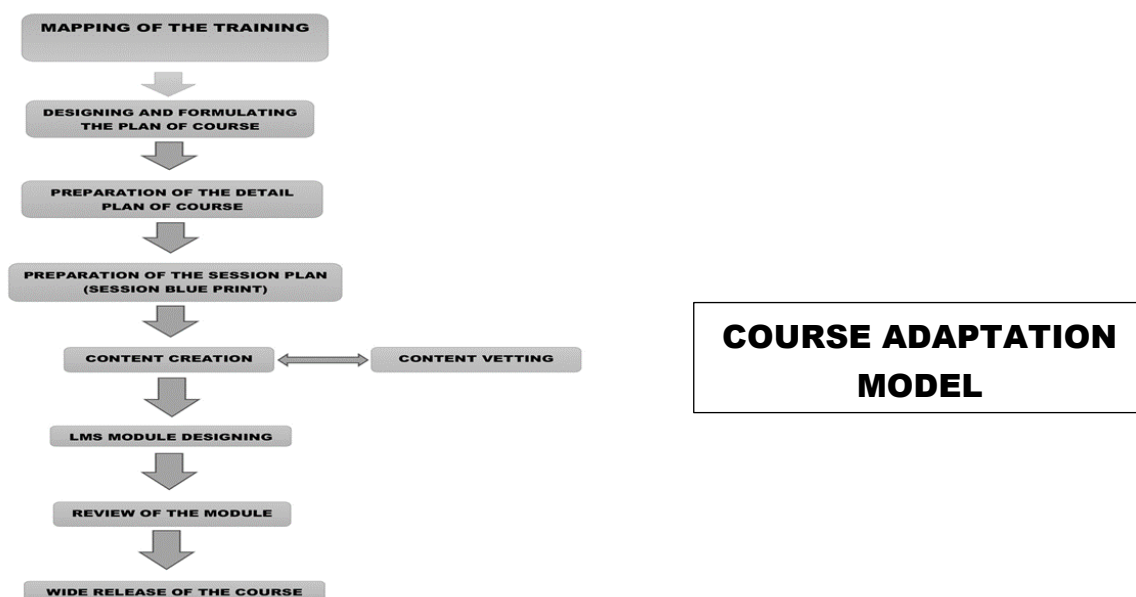 MAPPING OF THE TRAINING
DESIGNING AND FORMULATING
THE PLAN OF COURSE
PREPARATION OF THE DETAIL
PLAN OF COURSE
PREPARATION OF THE SESSION PLAN
(SESSION BLUE PRINT)
CONTENT CREATION
CONTENT VETTING
LMS MODULE DESIGNING
REVIEW OF THE MODULE
WIDE RELEASE OF THE COURSE
COURSE ADAPTATION
MODEL